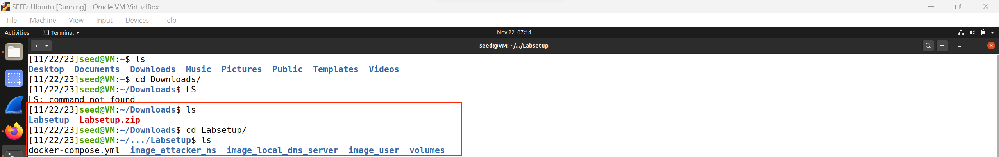 SEED-Ubuntu [Running] - Oracle VM VirtualBox
File Machine View Input Devices Help
Activities Terminal Nov 22 07:14
seed@VM: ~/.../Labsetup
[11/22/23]seed@VM:~$ ls
Desktop Documents Downloads Music Pictures Public Templates Videos
[11/22/23]seed@VM:~$ cd Downloads/
[11/22/23]seed@VM:~/Downloads$ LS
LS: command not found
[11/22/23]seed@VM:~/Downloads$ ls
Labsetup Labsetup.zip
[11/22/23]seed@VM:~/Downloads$ cd Labsetup/
[11/22/23]seed@VM:~/.../Labsetup$ ls
docker-compose.yml image_attacker_ns image_local_dns_server image_user volumes